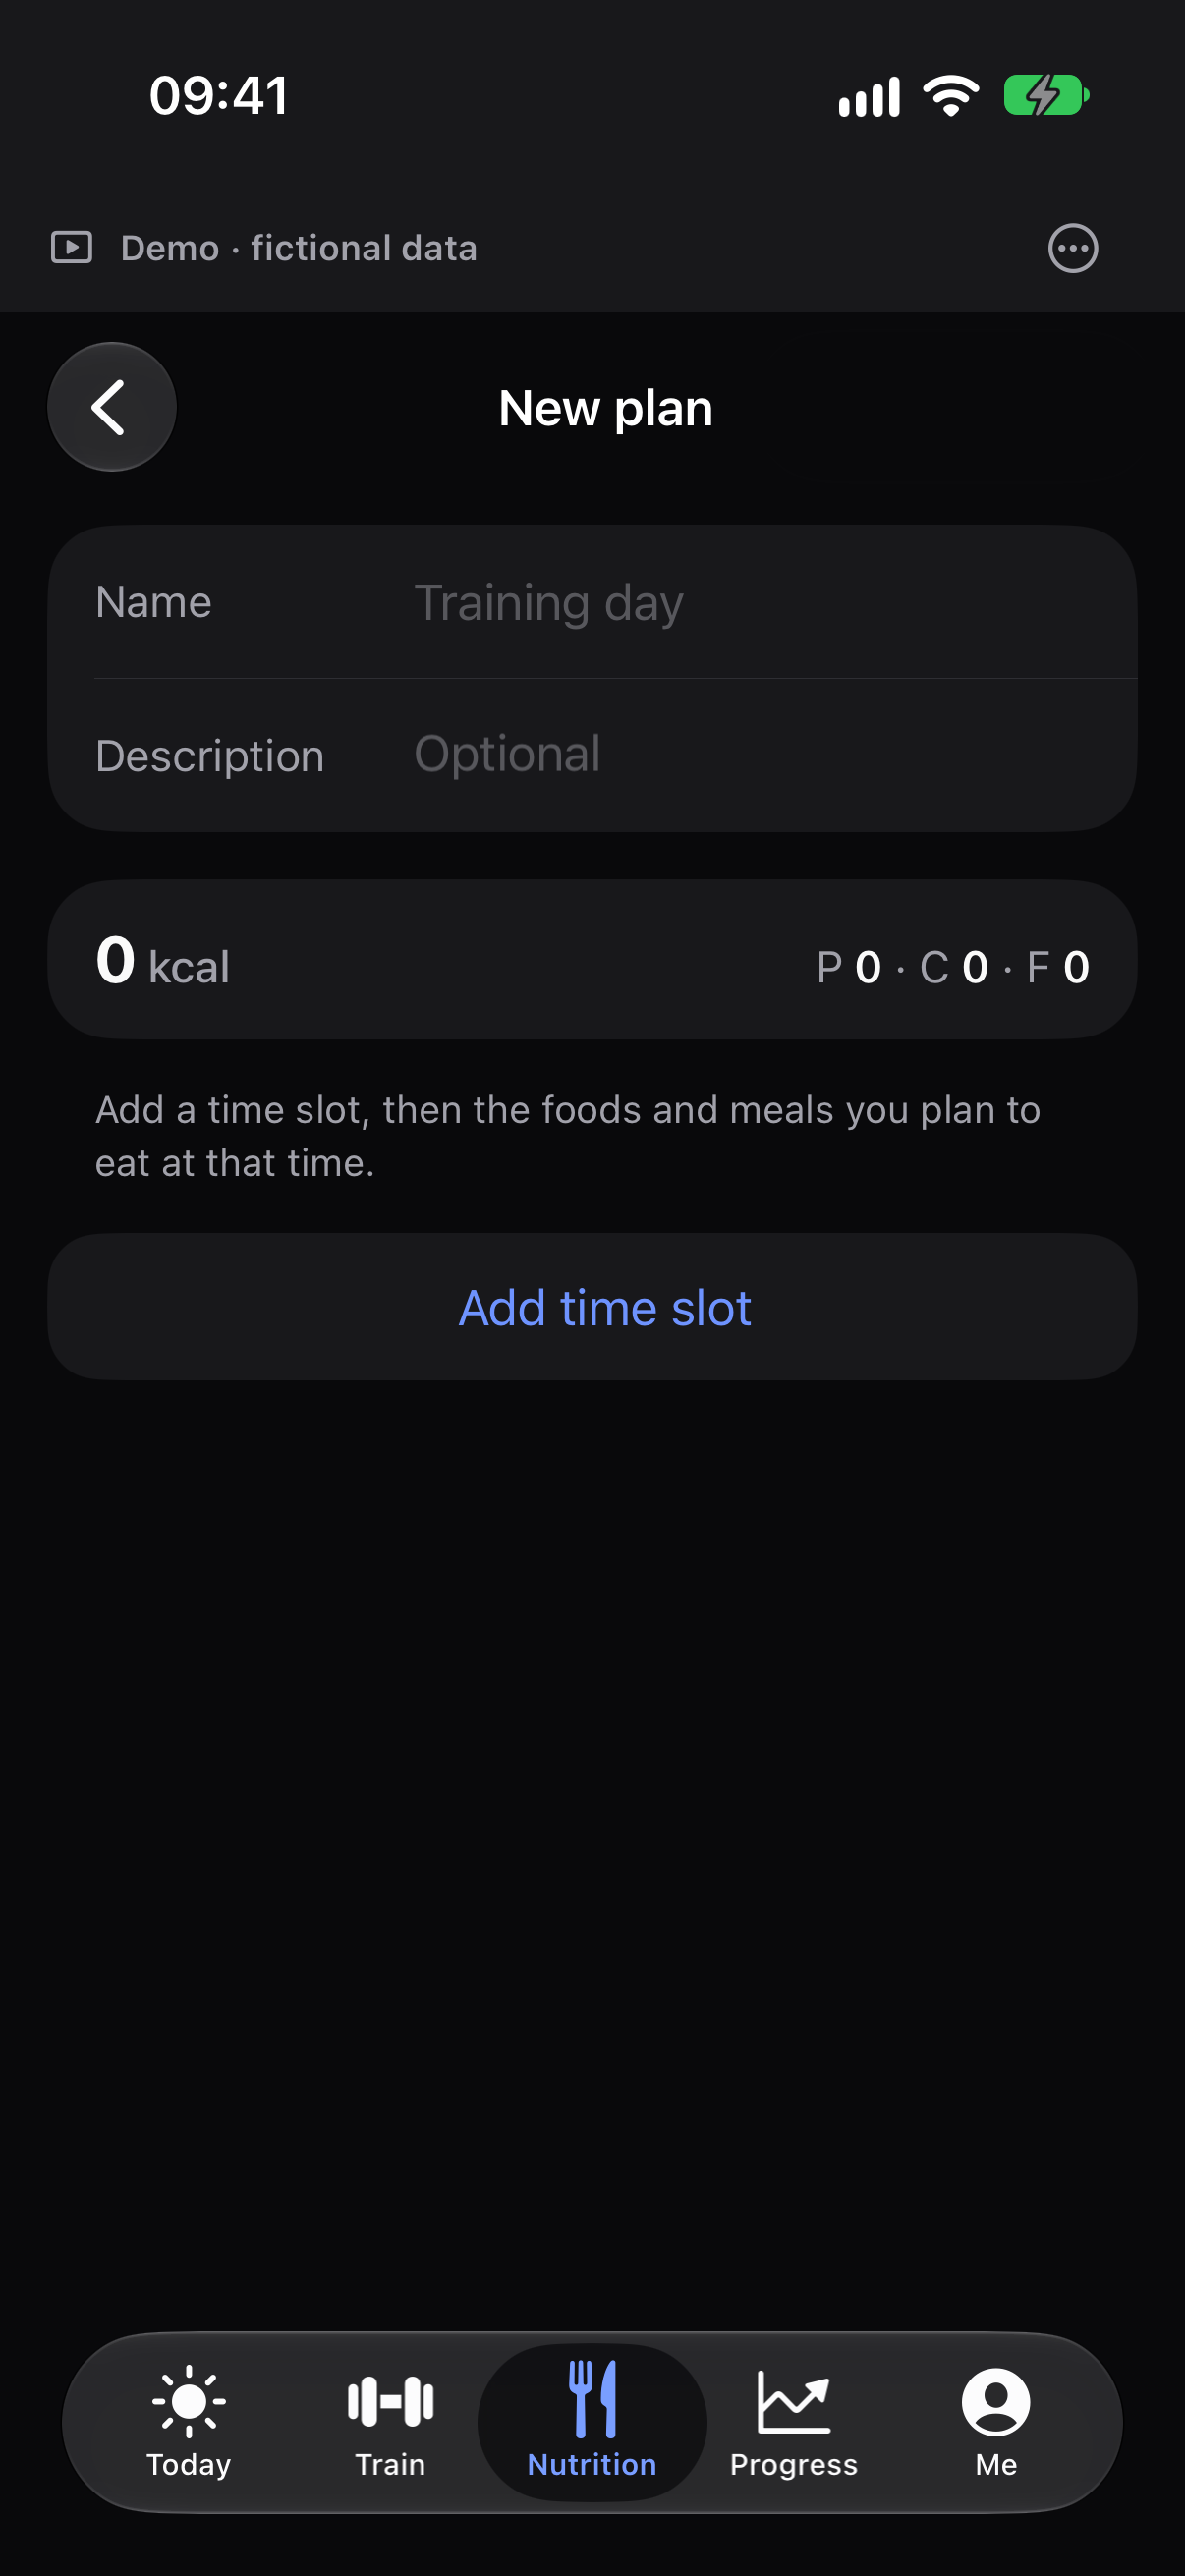 09:41
Demo · fictional data
New plan
Name Training day
Description Optional
0 kcal P 0 · C 0 · F 0
Add a time slot, then the foods and meals you plan to
eat at that time.
Add time slot
Today Train Nutrition Progress Me